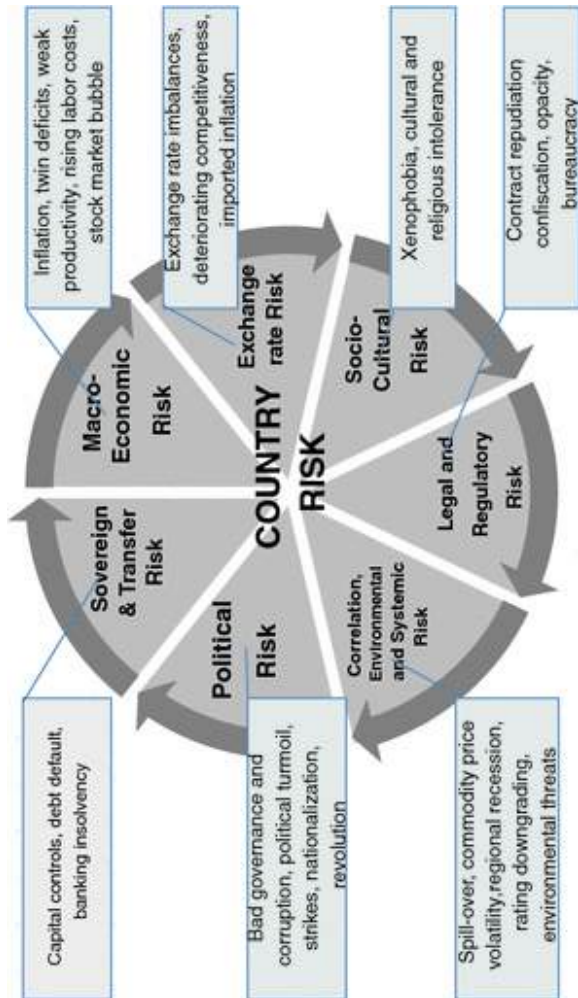 Capital controls, debt default,
banking insolvency
Inflation, twin deficits, weak
productivity, rising labor costs,
stock market bubble
Sovereign
& Transfer
Risk
Macro-
Economic
Risk
Bad governance and
corruption, political turmoil,
strikes, nationalization,
revolution
Political
Risk
COUNTRY
RISK
Exchange
rate Risk
Exchange rate imbalances,
deteriorating competitiveness,
imported inflation
Correlation,
Environmental
and Systemic
Risk
Socio-
Cultural
Risk
Xenophobia, cultural and
religious intolerance
Spill-over, commodity price
volatility,regional recession,
rating downgrading,
environmental threats
Legal and
Regulatory
Risk
Contract repudiation,
confiscation, opacity,
bureaucracy